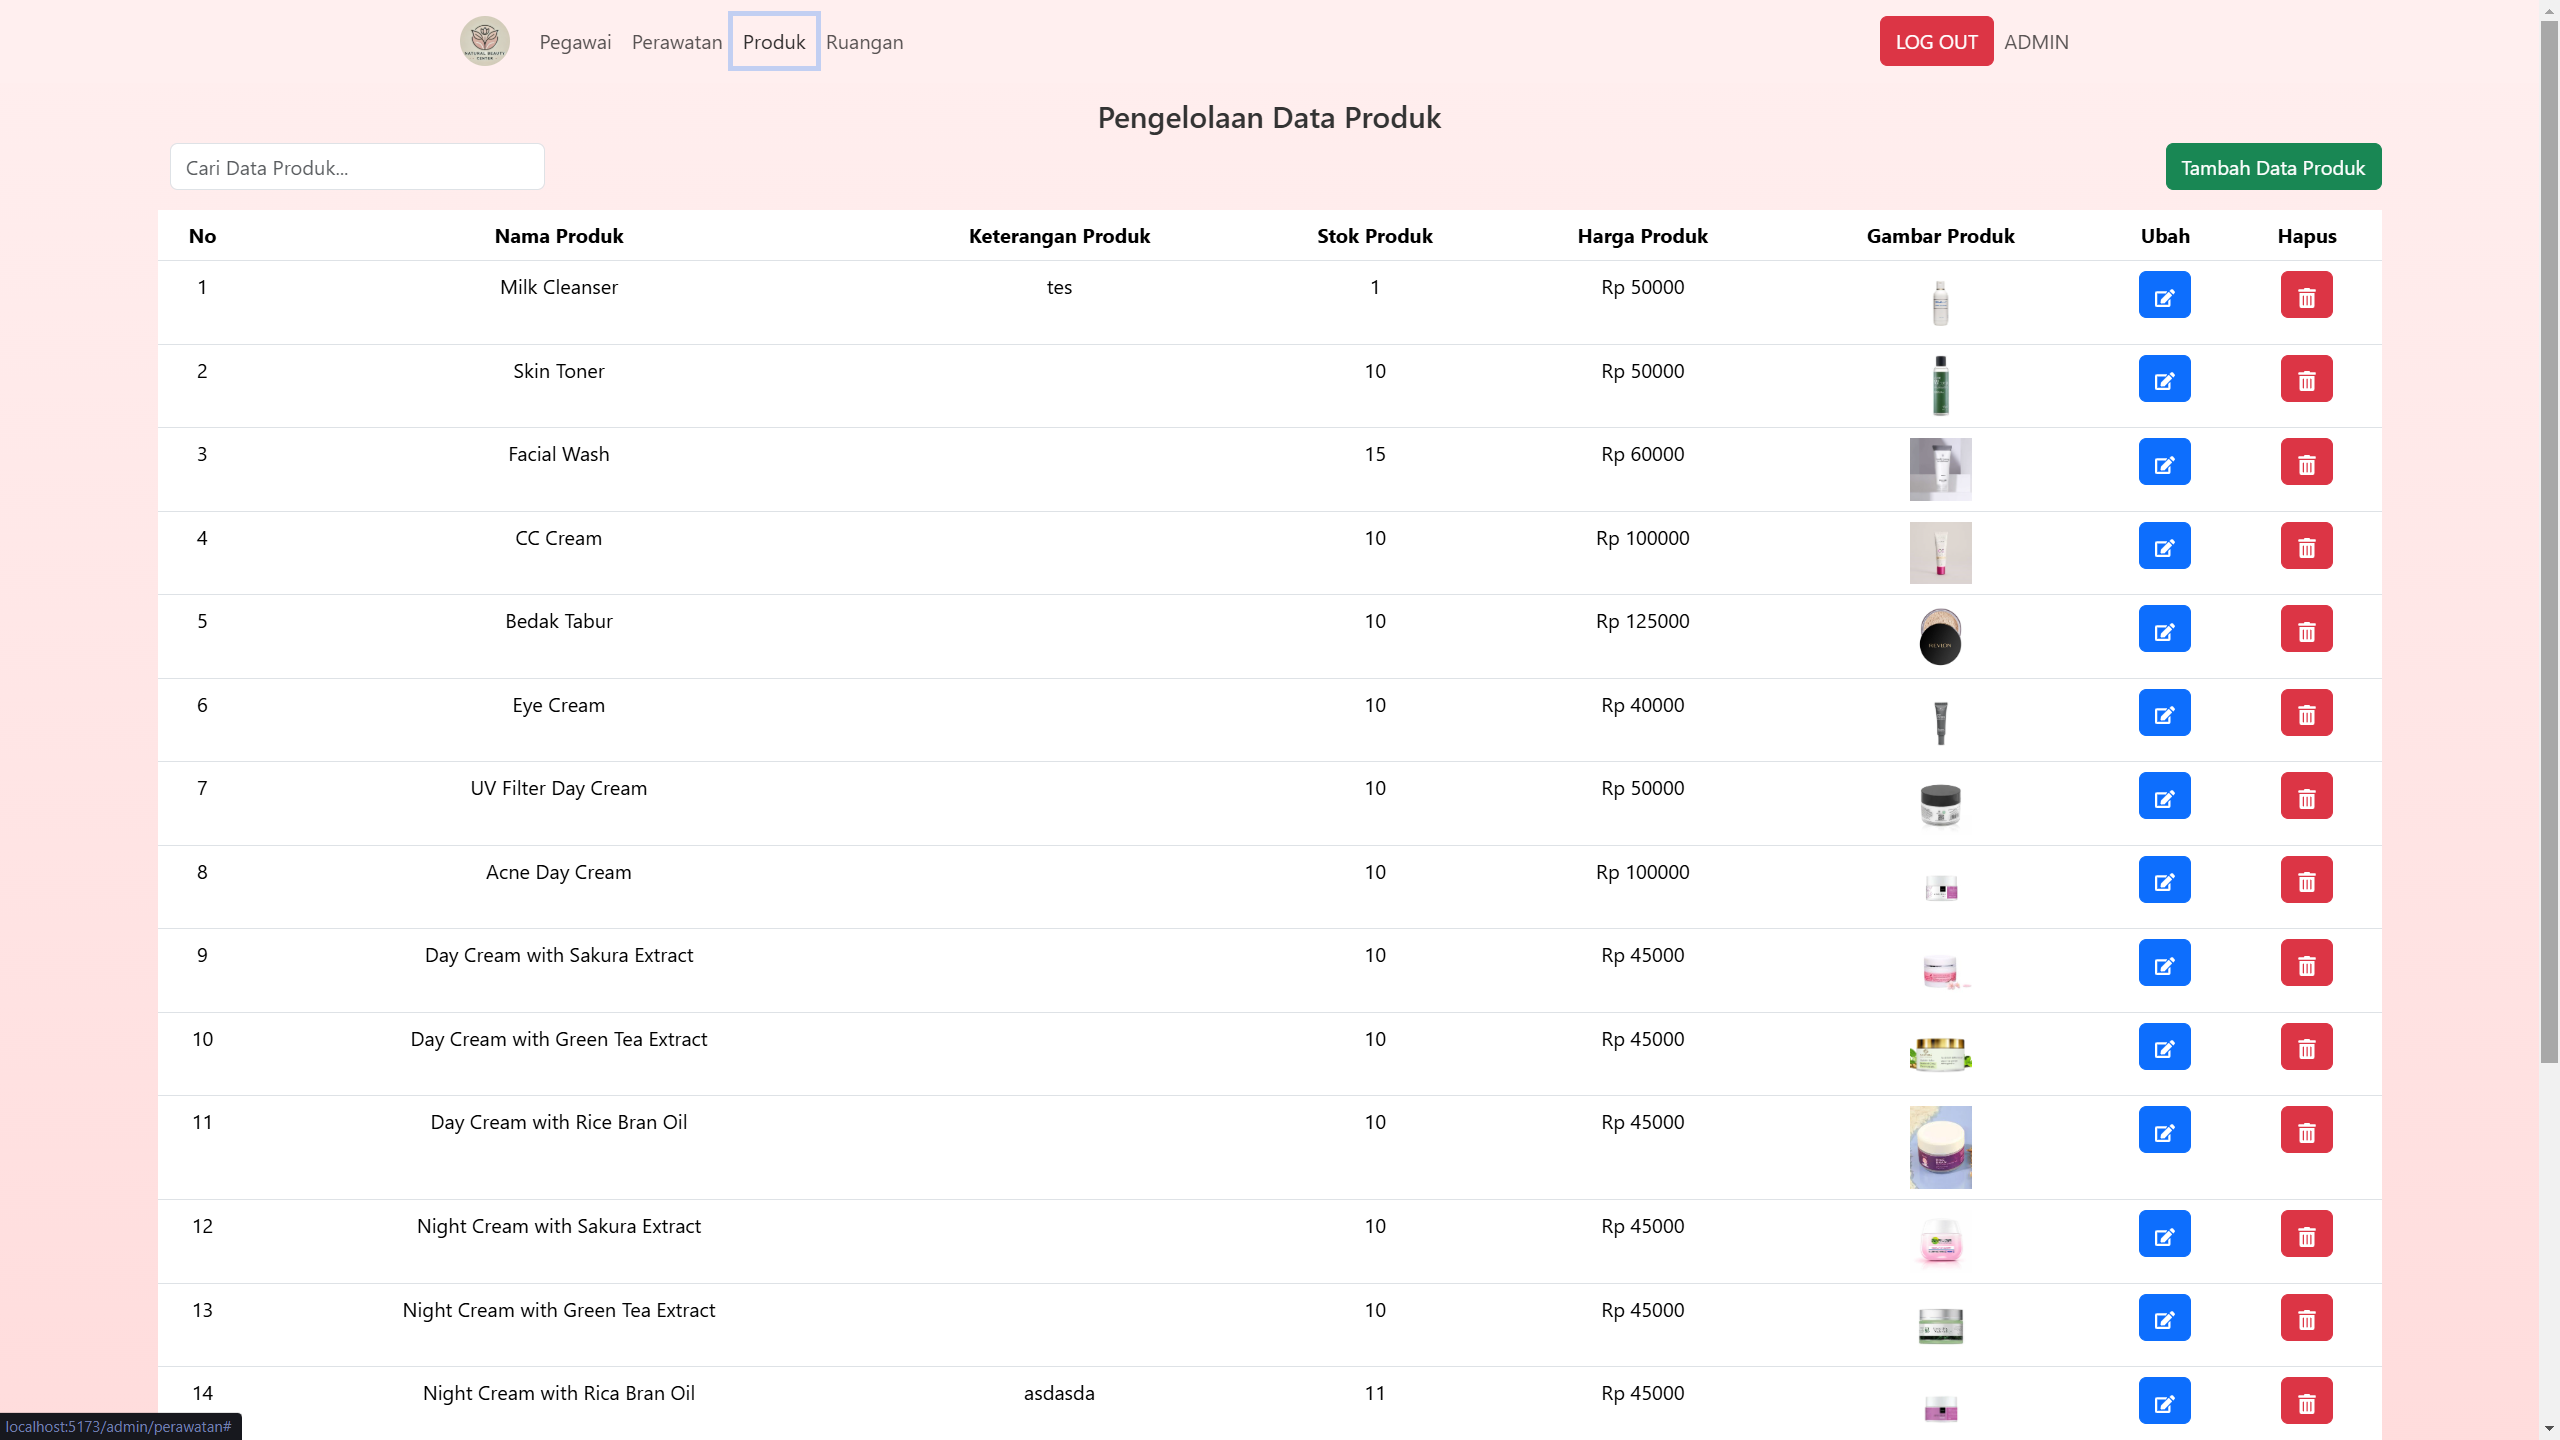 NATURAL BEAUTY
CENTER
Pegawai Perawatan Produk Ruangan LOG OUT ADMIN
Pengelolaan Data Produk
Cari Data Produk... Tambah Data Produk
No Nama Produk Keterangan Produk Stok Produk Harga Produk Gambar Produk Ubah Hapus
1 Milk Cleanser tes 1 Rp 50000
2 Skin Toner 10 Rp 50000
3 Facial Wash 15 Rp 60000
4 CC Cream 10 Rp 100000
5 Bedak Tabur 10 Rp 125000
REVLON
6 Eye Cream 10 Rp 40000
7 UV Filter Day Cream 10 Rp 50000
8 Acne Day Cream 10 Rp 100000
9 Day Cream with Sakura Extract 10 Rp 45000
10 Day Cream with Green Tea Extract 10 Rp 45000
11 Day Cream with Rice Bran Oil 10 Rp 45000
12 Night Cream with Sakura Extract 10 Rp 45000
13 Night Cream with Green Tea Extract 10 Rp 45000
14 Night Cream with Rica Bran Oil asdasda 11 Rp 45000
localhost:5173/admin/perawatan#